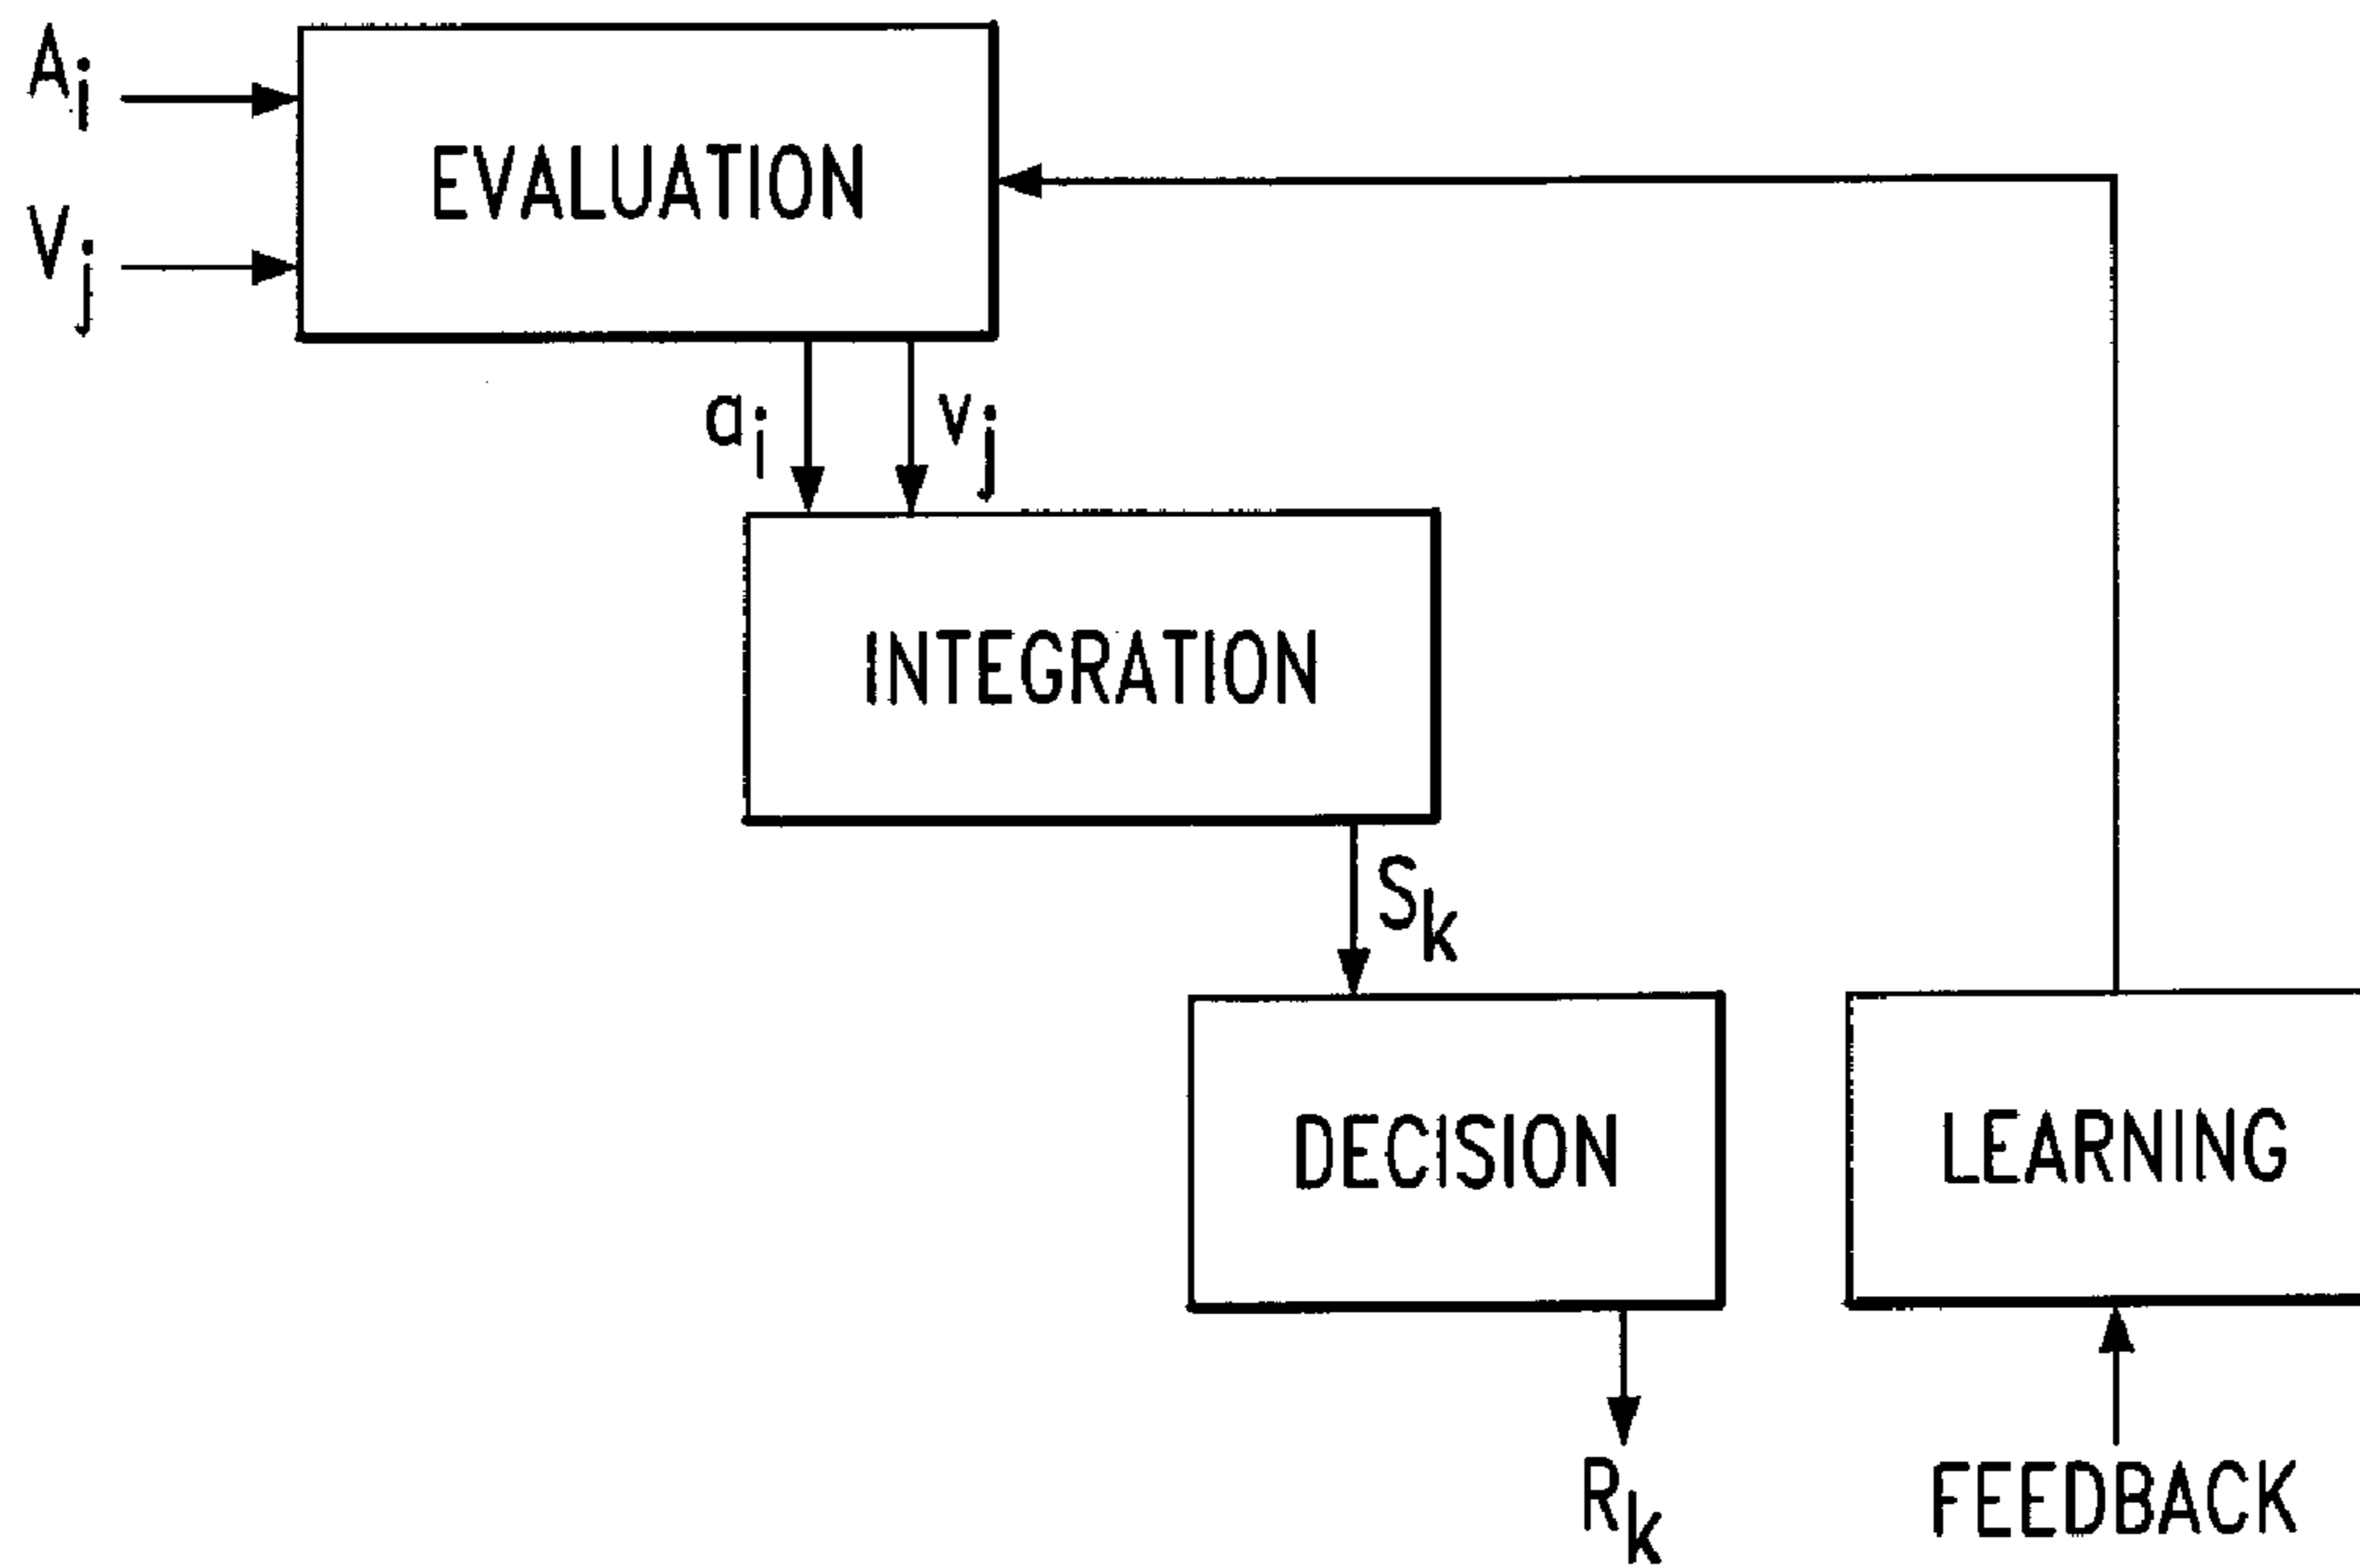 Ai
EVALUATION
Vj
ai
vj
INTEGRATION
Sk
DECISION
LEARNING
Rk
FEEDBACK